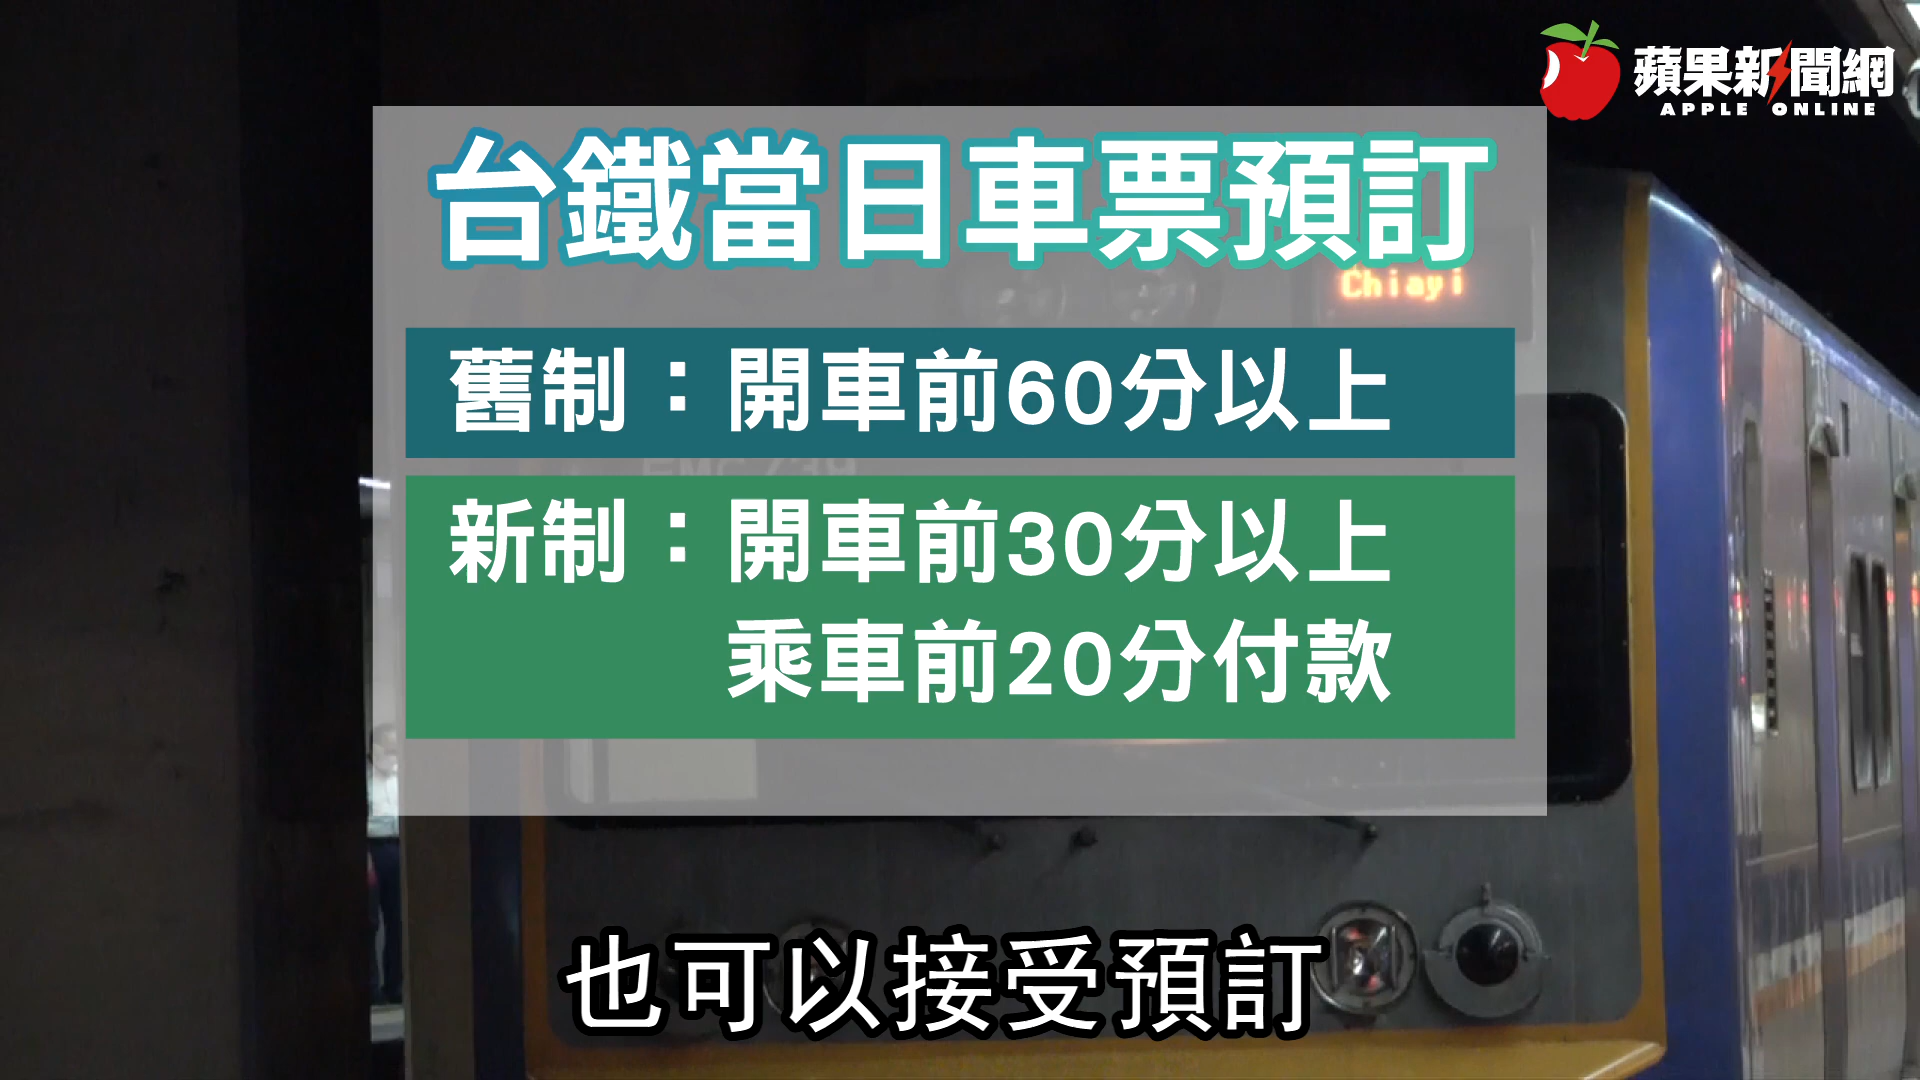 蘋果新聞網
APPLE ONLINE
台鐵當日車票預訂
Chiayi
舊制：開車前60分以上
新制：開車前30分以上
乘車前20分付款
也可以接受預訂